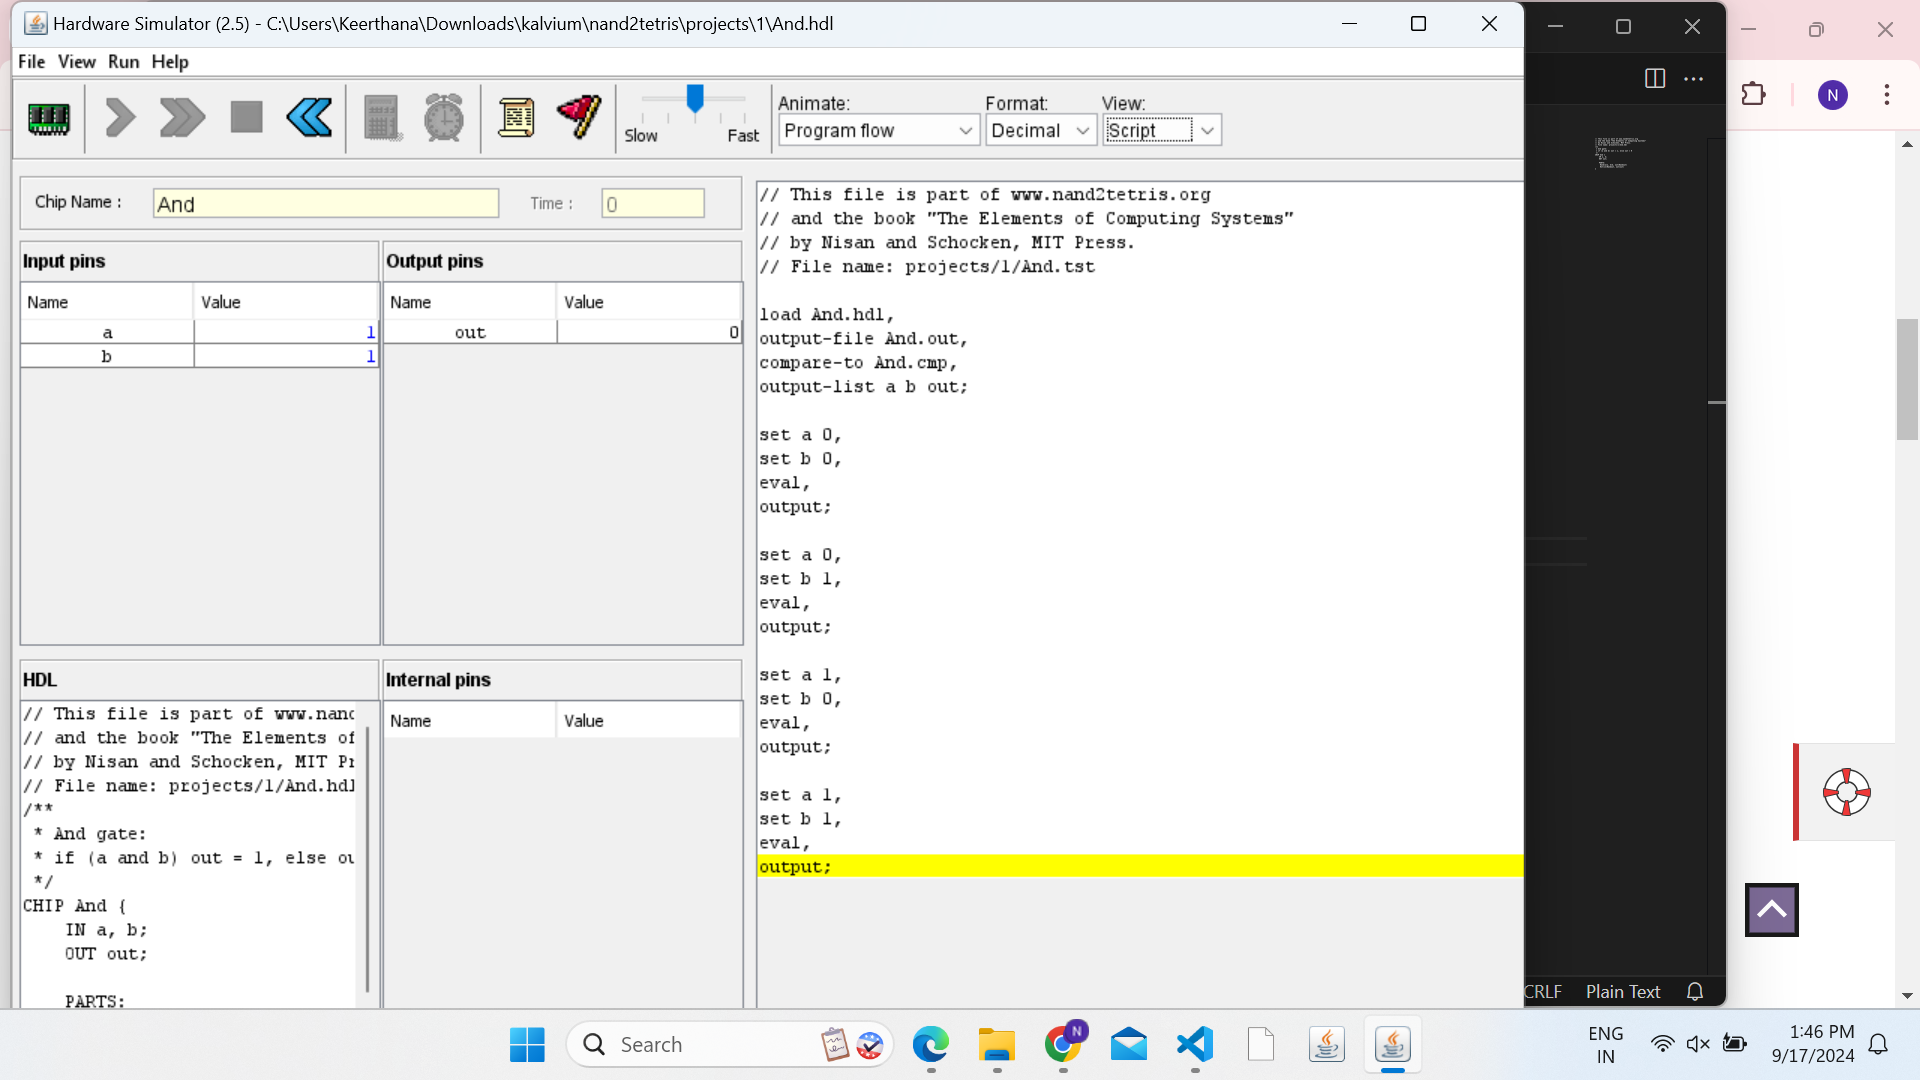 Hardware Simulator (2.5) - C:\Users\Keerthana\Downloads\kalvium\nand2tetris\projects\1\And.hdl
File View Run Help
Slow Fast
Animate: Format: View:
Program flow Decimal Script
Chip Name : And Time : 0
Input pins
Name Value
a 1
b 1
Output pins
Name Value
out 0
HDL
// This file is part of www.nand
// and the book "The Elements of
// by Nisan and Schocken, MIT Pr
// File name: projects/1/And.hdl
/**
* And gate:
* if (a and b) out = 1, else ou
*/
CHIP And {
IN a, b;
OUT out;
PARTS:
Internal pins
Name Value
// This file is part of www.nand2tetris.org
// and the book "The Elements of Computing Systems"
// by Nisan and Schocken, MIT Press.
// File name: projects/1/And.tst
load And.hdl,
output-file And.out,
compare-to And.cmp,
output-list a b out;
set a 0,
set b 0,
eval,
output;
set a 0,
set b 1,
eval,
output;
set a 1,
set b 0,
eval,
output;
set a 1,
set b 1,
eval,
output;
N
CRLF Plain Text
Search
N
ENG
IN
1:46 PM
9/17/2024